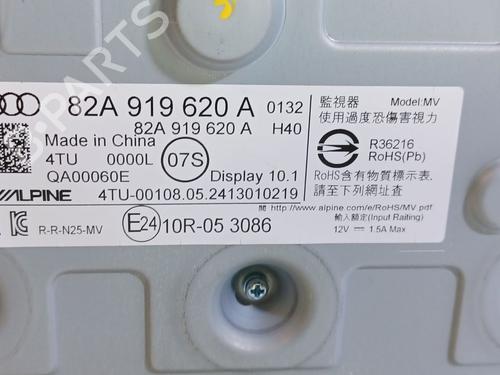 82A 919 620 A 0132
82A 919 620 A H40
Made in China
4TU 0000L 07S
QA00060E Display 10.1
ALPINE 4TU-00108.05.2413010219
R-R-N25-MV E24 10R-05 3086
監視器 Model:MV
使用過度恐傷害視力
R36216
RoHS(Pb)
RoHS含有物質標示表.
請至下列網址查
http://www.alpine.com/e/RoHS/MV.pdf
輸入額定(Input Raiting)
12V ⎓ 1.5A Max